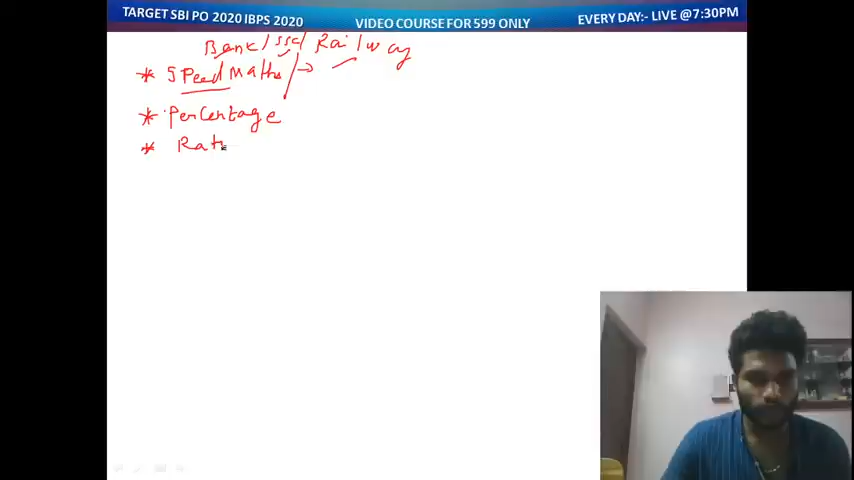 TARGET SBI PO 2020 IBPS 2020 VIDEO COURSE FOR 599 ONLY EVERY DAY:- LIVE @7:30PM
Bank/ssc/Railway
* Speed Maths/→
* Percentage
* Rat